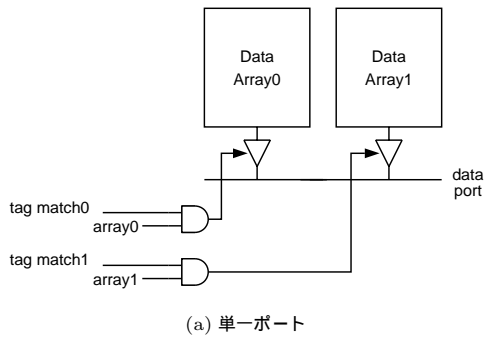 Data
Array0
Data
Array1
data
port
tag match0
array0
tag match1
array1
(a) 単一ポート